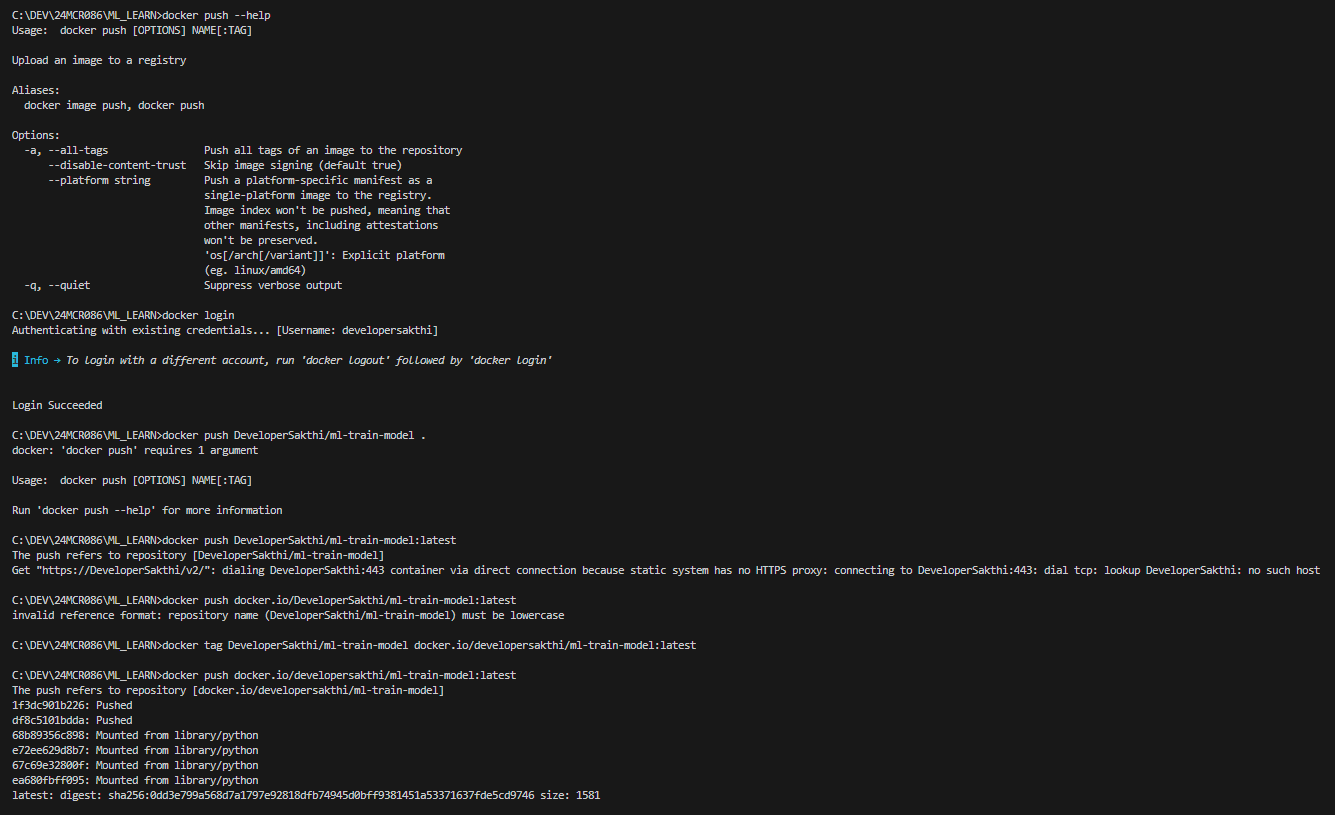 C:\DEV\24MCR086\ML_LEARN>docker push --help
Usage:  docker push [OPTIONS] NAME[:TAG]
Upload an image to a registry
Aliases:
docker image push, docker push
Options:
-a, --all-tags                Push all tags of an image to the repository
--disable-content-trust   Skip image signing (default true)
--platform string         Push a platform-specific manifest as a
single-platform image to the registry.
Image index won't be pushed, meaning that
other manifests, including attestations
won't be preserved.
'os[/arch[/variant]]': Explicit platform
(eg. linux/amd64)
-q, --quiet                   Suppress verbose output
C:\DEV\24MCR086\ML_LEARN>docker login
Authenticating with existing credentials... [Username: developersakthi]
i Info → To login with a different account, run 'docker logout' followed by 'docker login'
Login Succeeded
C:\DEV\24MCR086\ML_LEARN>docker push DeveloperSakthi/ml-train-model .
docker: 'docker push' requires 1 argument
Usage:  docker push [OPTIONS] NAME[:TAG]
Run 'docker push --help' for more information
C:\DEV\24MCR086\ML_LEARN>docker push DeveloperSakthi/ml-train-model:latest
The push refers to repository [DeveloperSakthi/ml-train-model]
Get "https://DeveloperSakthi/v2/": dialing DeveloperSakthi:443 container via direct connection because static system has no HTTPS proxy: connecting to DeveloperSakthi:443: dial tcp: lookup DeveloperSakthi: no such host
C:\DEV\24MCR086\ML_LEARN>docker push docker.io/DeveloperSakthi/ml-train-model:latest
invalid reference format: repository name (DeveloperSakthi/ml-train-model) must be lowercase
C:\DEV\24MCR086\ML_LEARN>docker tag DeveloperSakthi/ml-train-model docker.io/developersakthi/ml-train-model:latest
C:\DEV\24MCR086\ML_LEARN>docker push docker.io/developersakthi/ml-train-model:latest
The push refers to repository [docker.io/developersakthi/ml-train-model]
1f3dc901b226: Pushed
df8c5101bdda: Pushed
68b89356c898: Mounted from library/python
e72ee629d8b7: Mounted from library/python
67c69e32800f: Mounted from library/python
ea680fbff095: Mounted from library/python
latest: digest: sha256:0dd3e799a568d7a1797e92818dfb74945d0bff9381451a53371637fde5cd9746 size: 1581